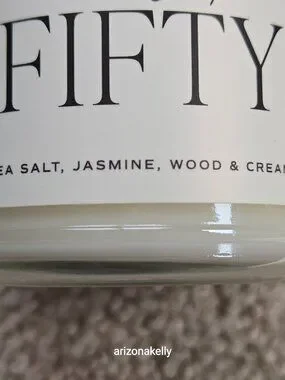 FIFTY
EA SALT, JASMINE, WOOD & CREAM
arizonakelly